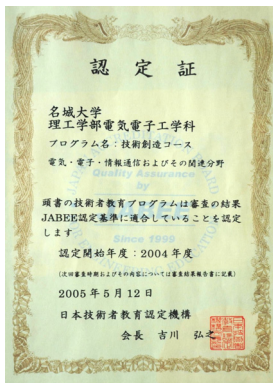 認定証
名城大学
理工学部電気電子工学科
プログラム名：技術創造コース
電気・電子・情報通信およびその関連分野
Quality Assurance
by
頭書の技術者教育プログラムは審査の結果
JABEE認定基準に適合していることを認定
します
Since 1999
認定開始年度：2004年度
(次回審査時期およびその内容については審査結果報告書に記載)
2005年5月12日
日本技術者教育認定機構
会長 吉川 弘之